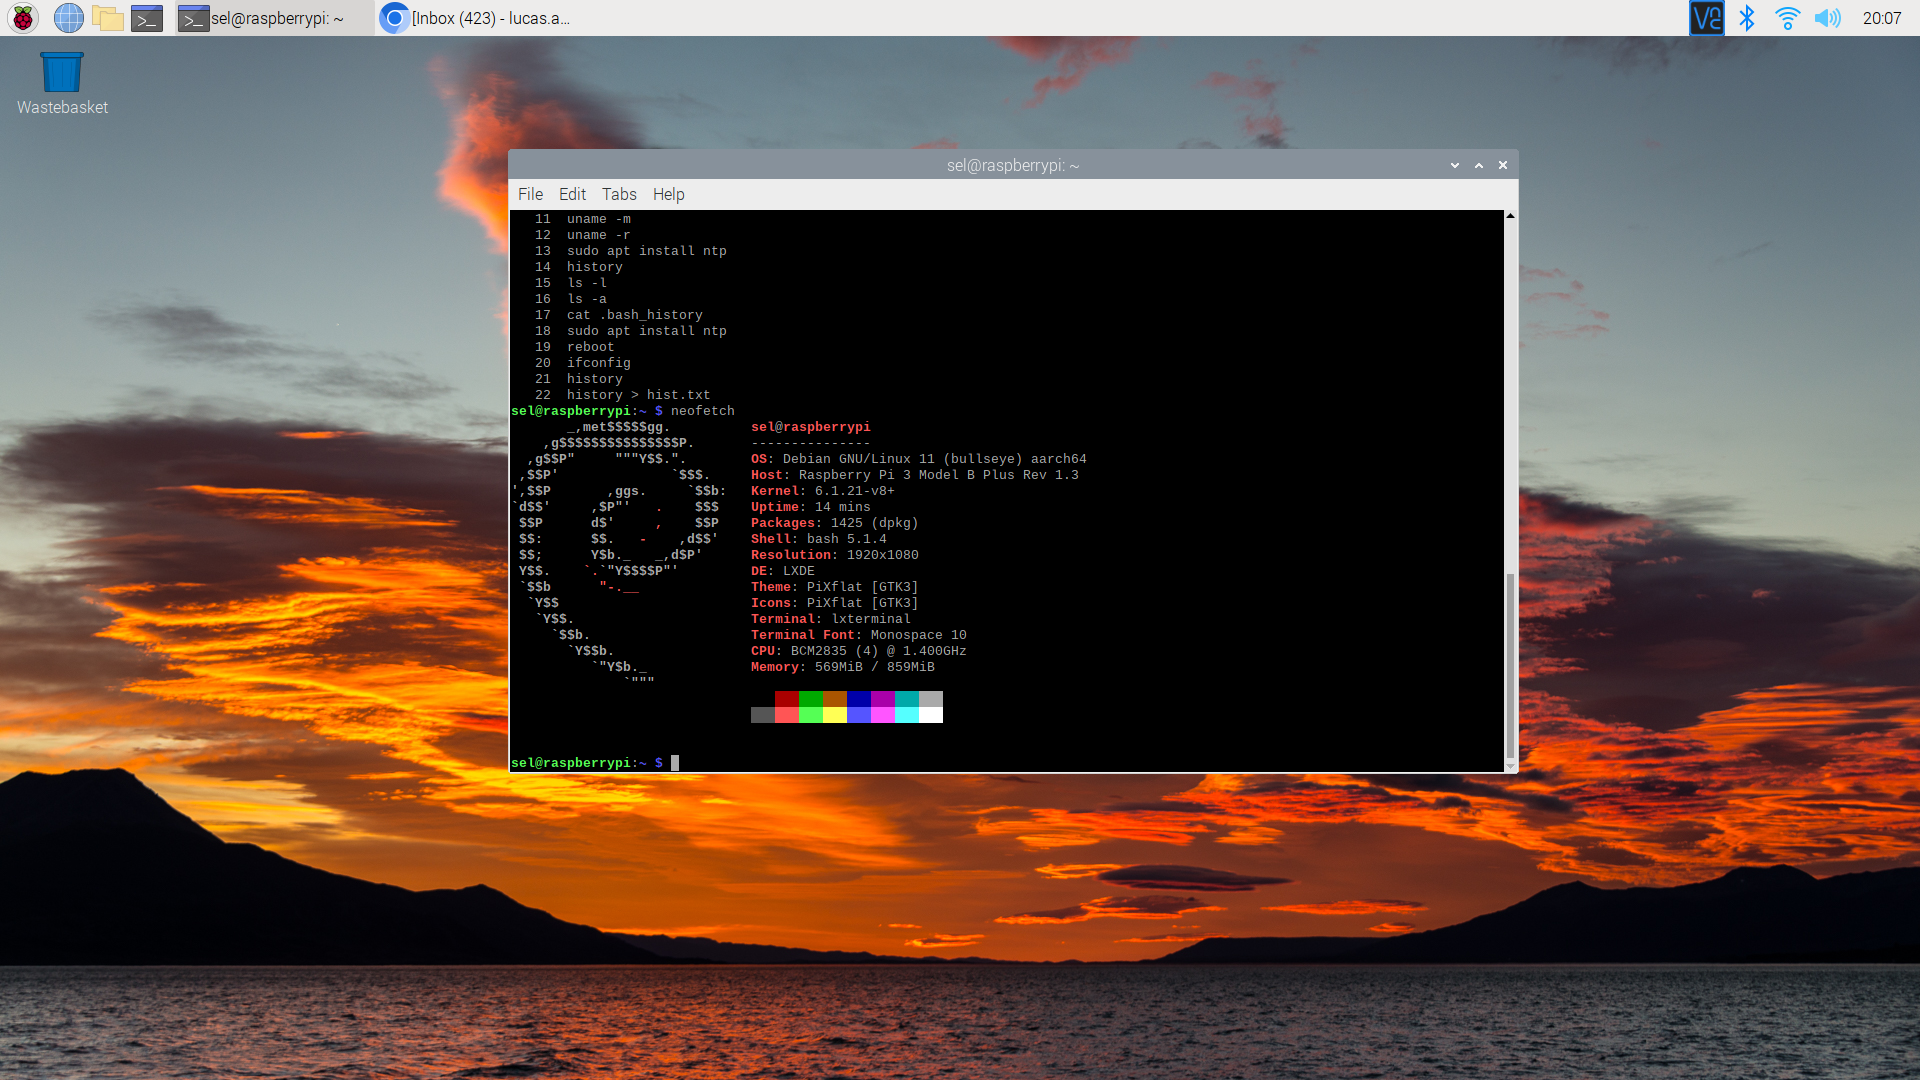 sel@raspberrypi: ~
[Inbox (423) - lucas.a...
20:07
Wastebasket
sel@raspberrypi: ~
File Edit Tabs Help
11 uname -m
12 uname -r
13 sudo apt install ntp
14 history
15 ls -l
16 ls -a
17 cat .bash_history
18 sudo apt install ntp
19 reboot
20 ifconfig
21 history
22 history > hist.txt
sel@raspberrypi:~ $ neofetch
_,met$$$$$gg. sel@raspberrypi
,g$$$$$$$$$$$$$$$P. ---------------
,g$$P" """Y$$.". OS: Debian GNU/Linux 11 (bullseye) aarch64
,$$P' `$$$. Host: Raspberry Pi 3 Model B Plus Rev 1.3
',$$P ,ggs. `$$b: Kernel: 6.1.21-v8+
`d$$' ,$P"' . $$$ Uptime: 14 mins
$$P d$' , $$P Packages: 1425 (dpkg)
$$: $$. - ,d$$' Shell: bash 5.1.4
$$; Y$b._ _,d$P' Resolution: 1920x1080
Y$$. `.`"Y$$$$P"' DE: LXDE
`$$b "-.__ Theme: PiXflat [GTK3]
`Y$$ Icons: PiXflat [GTK3]
`Y$$. Terminal: lxterminal
`$$b. Terminal Font: Monospace 10
`Y$$b. CPU: BCM2835 (4) @ 1.400GHz
`"Y$b._ Memory: 569MiB / 859MiB
`"""
sel@raspberrypi:~ $